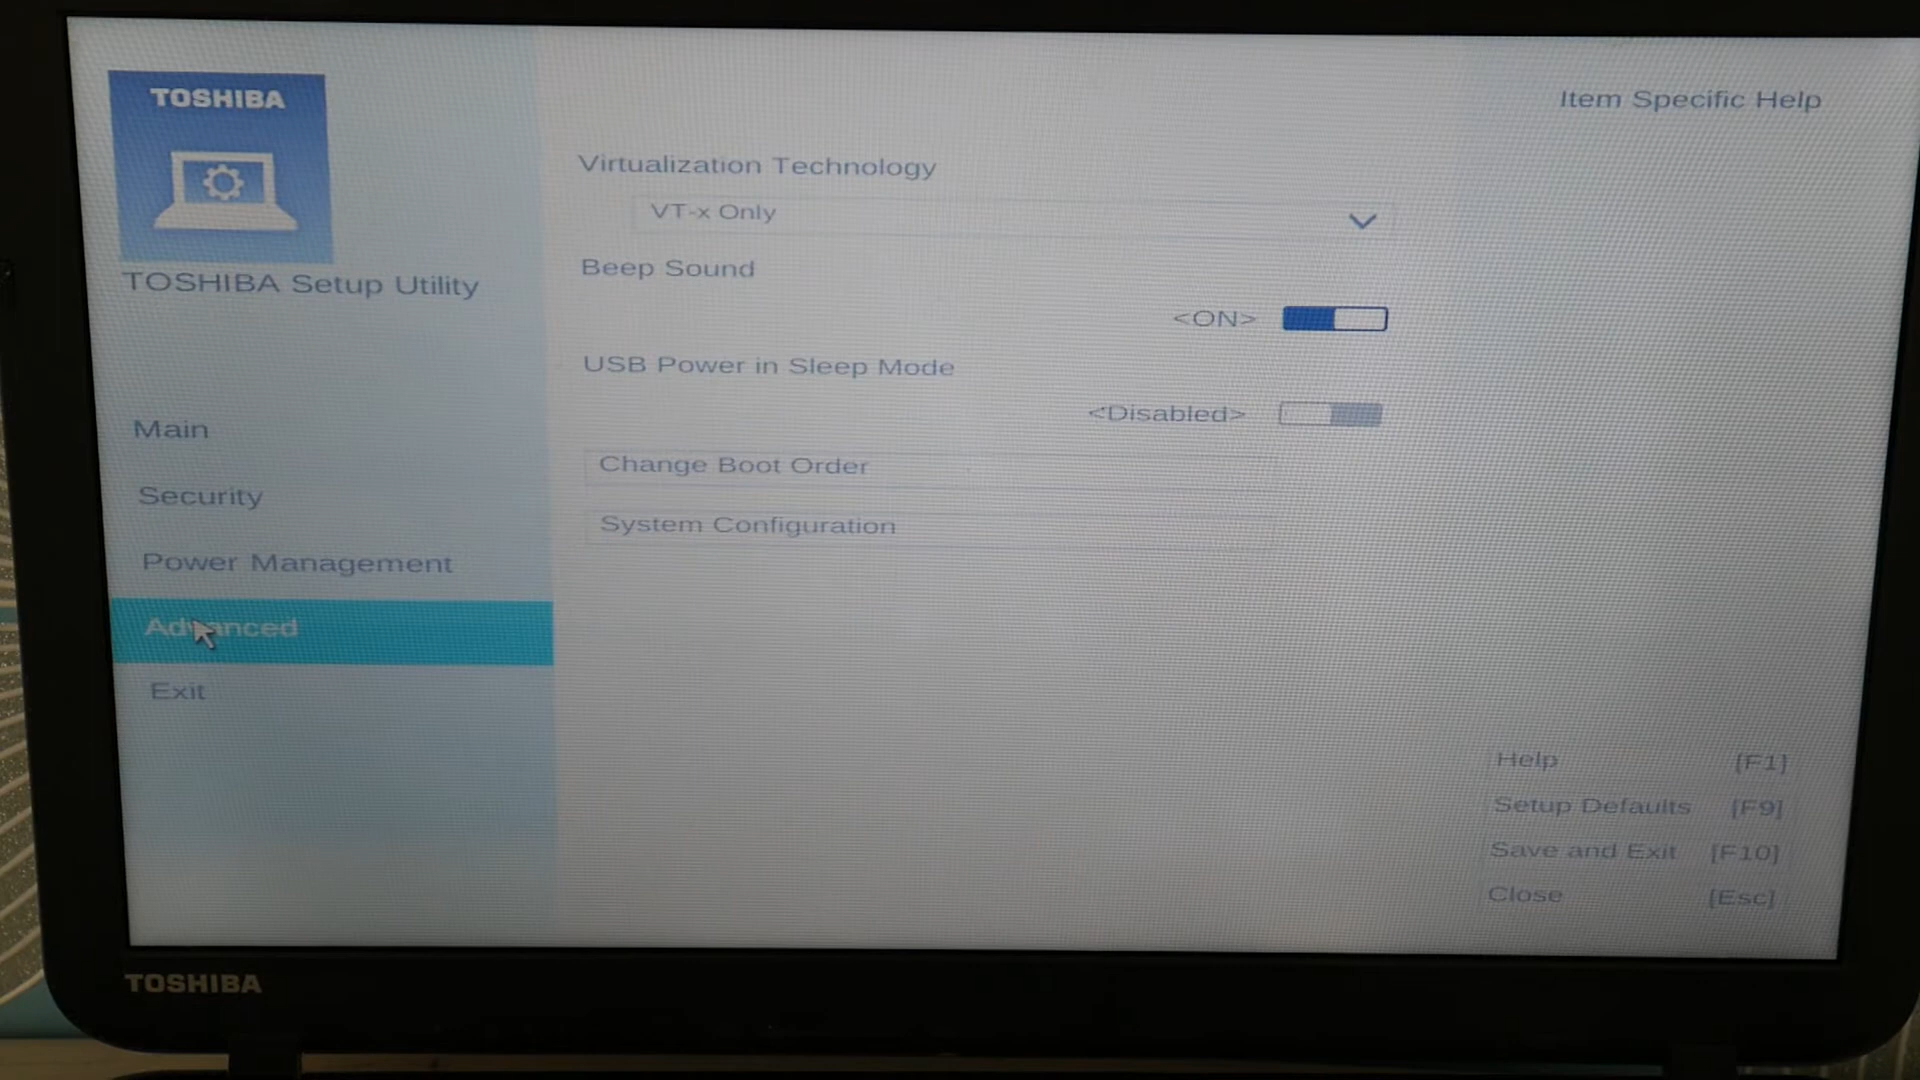 TOSHIBA
TOSHIBA Setup Utility
Main
Security
Power Management
Advanced
Exit
Virtualization Technology
VT-x Only
Beep Sound
<ON>
USB Power in Sleep Mode
<Disabled>
Change Boot Order
System Configuration
Item Specific Help
Help [F1]
Setup Defaults [F9]
Save and Exit [F10]
Close [Esc]
TOSHIBA